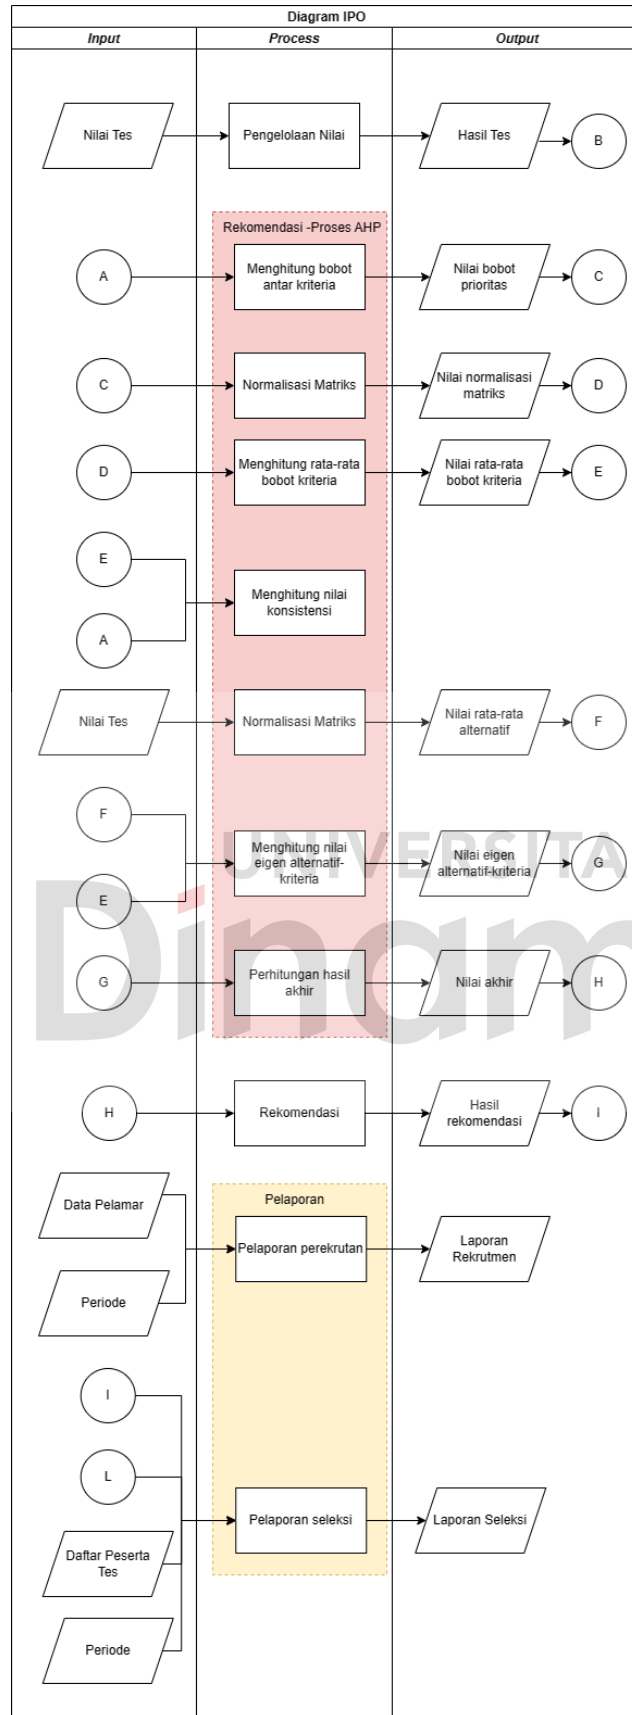 Diagram IPO
Input
Process
Output
Nilai Tes
Pengelolaan Nilai
Hasil Tes
B
Rekomendasi -Proses AHP
A
Menghitung bobot
antar kriteria
Nilai bobot
prioritas
C
C
Normalisasi Matriks
Nilai normalisasi
matriks
D
D
Menghitung rata-rata
bobot kriteria
Nilai rata-rata
bobot kriteria
E
E
A
Menghitung nilai
konsistensi
Nilai Tes
Normalisasi Matriks
Nilai rata-rata
alternatif
F
F
E
Menghitung nilai
eigen alternatif-
kriteria
Nilai eigen
alternatif-kriteria
G
UNIVERSITA
Dinam
G
Perhitungan hasil
akhir
Nilai akhir
H
H
Rekomendasi
Hasil
rekomendasi
I
Pelaporan
Data Pelamar
Periode
Pelaporan perekrutan
Laporan
Rekrutmen
I
L
Daftar Peserta
Tes
Periode
Pelaporan seleksi
Laporan Seleksi